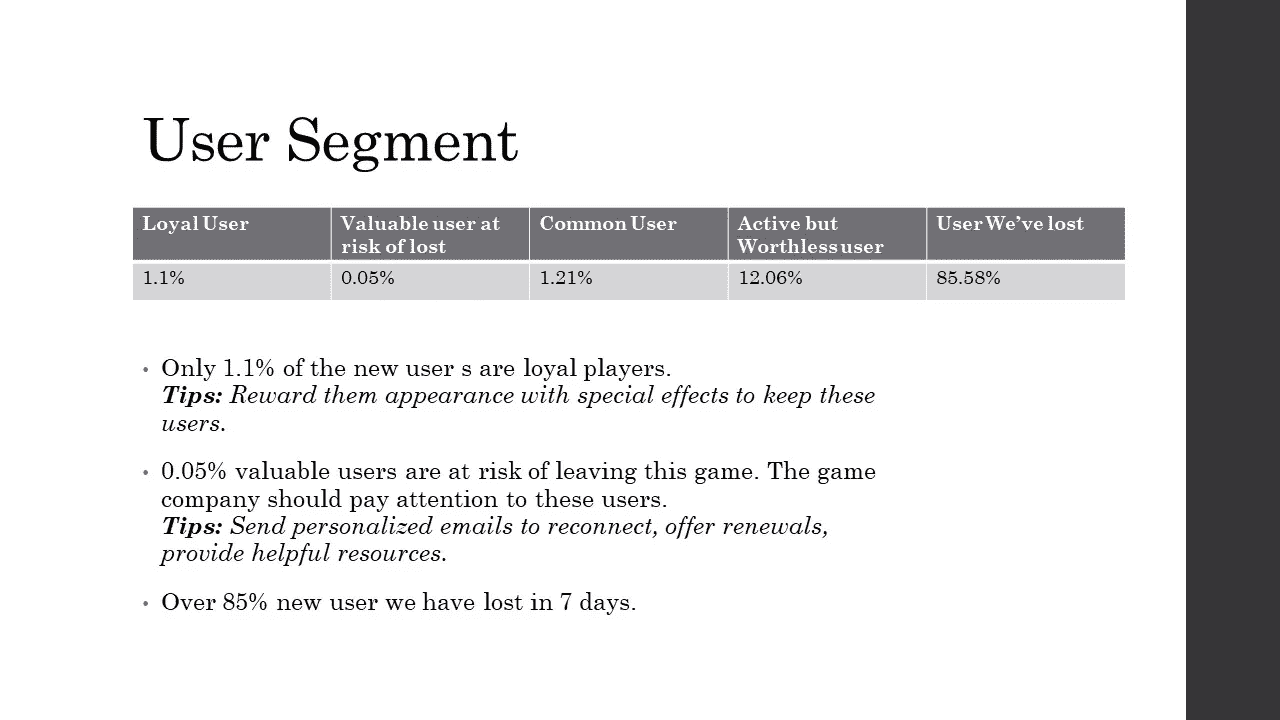 User Segment
Loyal User
Valuable user at
risk of lost
Common User
Active but
Worthless user
User We’ve lost
1.1%
0.05%
1.21%
12.06%
85.58%
• Only 1.1% of the new user s are loyal players.
Tips: Reward them appearance with special effects to keep these
users.
• 0.05% valuable users are at risk of leaving this game. The game
company should pay attention to these users.
Tips: Send personalized emails to reconnect, offer renewals,
provide helpful resources.
• Over 85% new user we have lost in 7 days.